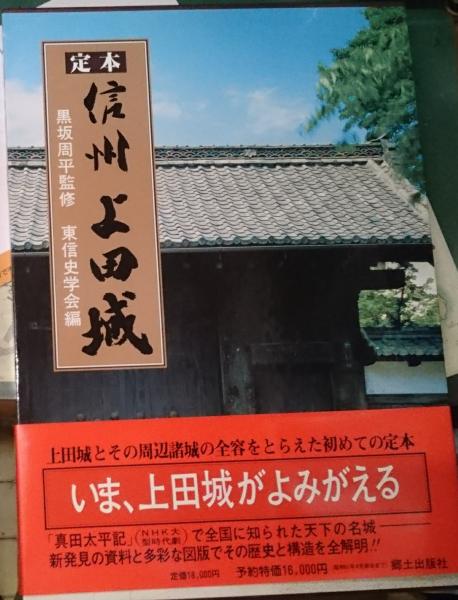 定本
信州上田城
黒坂周平監修 東信史学会編
上田城とその周辺諸城の全容をとらえた初めての定本
いま、上田城がよみがえる
「真田太平記」(NHK大型時代劇)で全国に知られた天下の名城━
新発見の資料と多彩な図版でその歴史と構造を全解明!!
定価18,000円 予約特価16,000円 郷土出版社